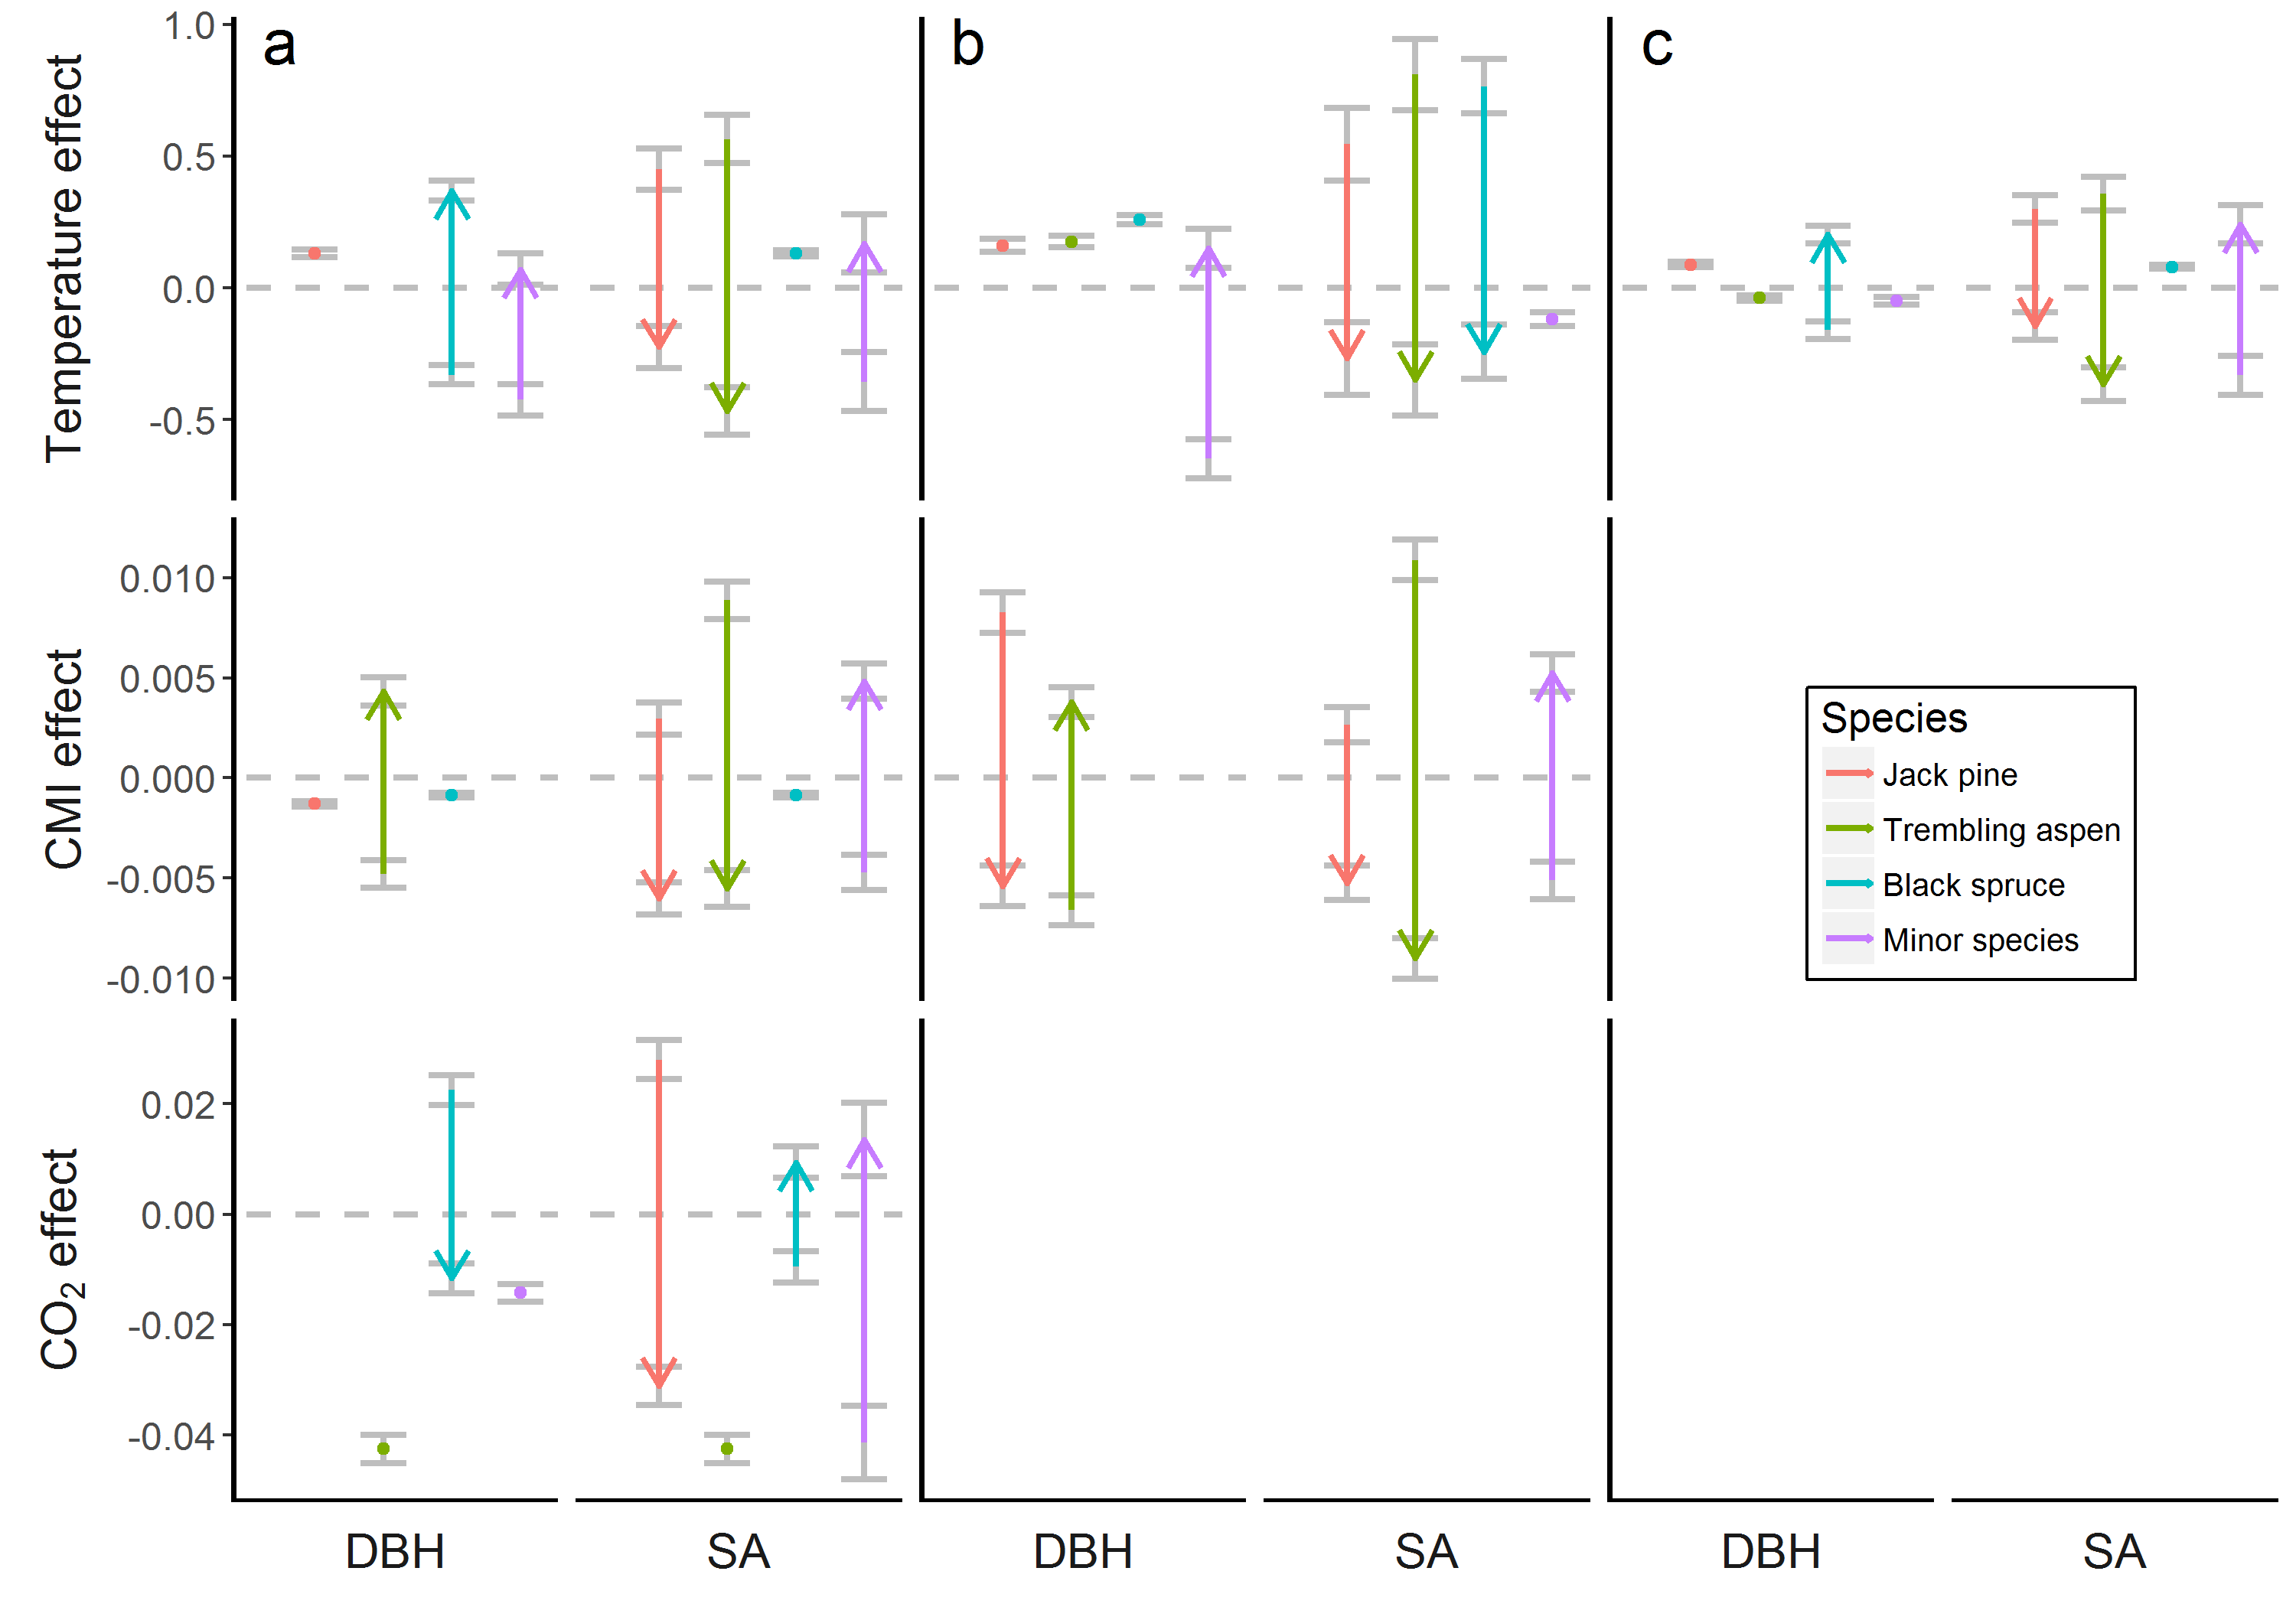 a
b
c
Temperature effect
1.0
0.5
0.0
-0.5
CMI effect
0.010
0.005
0.000
-0.005
-0.010
Species
Jack pine
Trembling aspen
Black spruce
Minor species
CO₂ effect
0.02
0.00
-0.02
-0.04
DBH SA DBH SA DBH SA